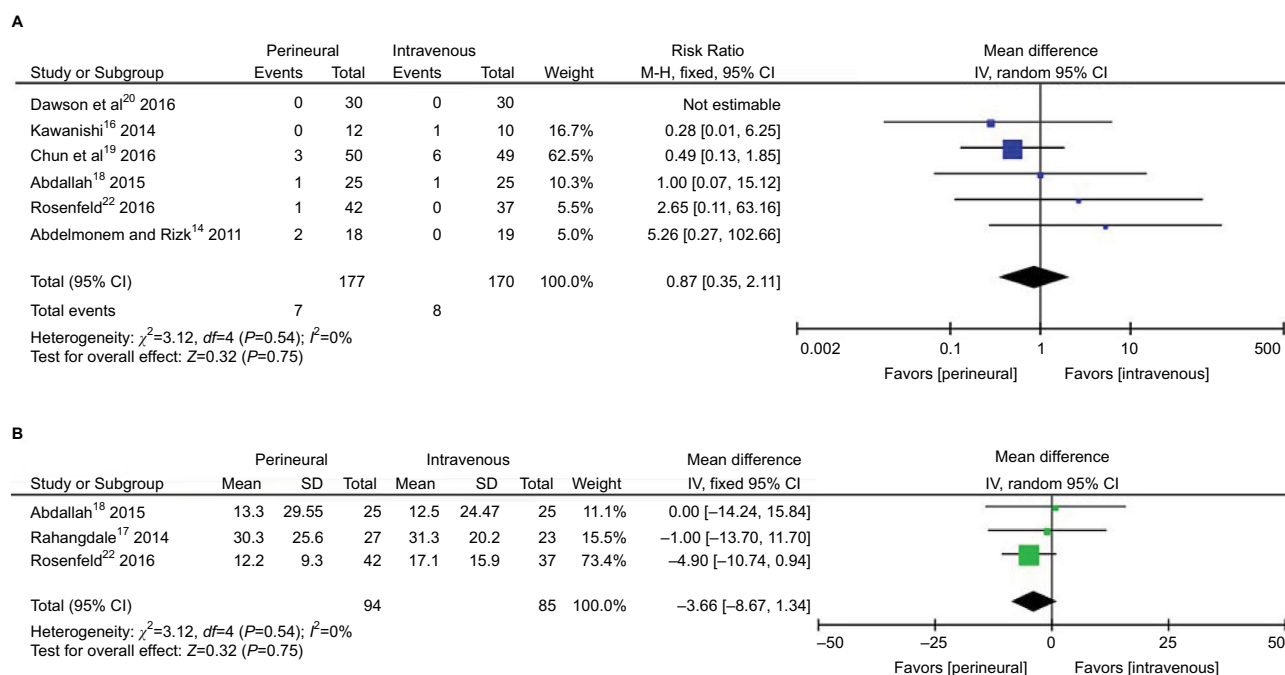 A
Perineural Intravenous Risk Ratio Mean difference
Study or Subgroup Events Total Events Total Weight M-H, fixed, 95% CI IV, random 95% CI
Dawson et al20 2016 0 30 0 30 Not estimable
Kawanishi16 2014 0 12 1 10 16.7% 0.28 [0.01, 6.25]
Chun et al19 2016 3 50 6 49 62.5% 0.49 [0.13, 1.85]
Abdallah18 2015 1 25 1 25 10.3% 1.00 [0.07, 15.12]
Rosenfeld22 2016 1 42 0 37 5.5% 2.65 [0.11, 63.16]
Abdelmonem and Rizk14 2011 2 18 0 19 5.0% 5.26 [0.27, 102.66]
Total (95% CI) 177 170 100.0% 0.87 [0.35, 2.11]
Total events 7 8
Heterogeneity: χ2=3.12, df=4 (P=0.54); I2=0%
Test for overall effect: Z=0.32 (P=0.75)
0.002 0.1 1 10 500
Favors [perineural] Favors [intravenous]
B
Perineural Intravenous Mean difference Mean difference
Study or Subgroup Mean SD Total Mean SD Total Weight IV, fixed 95% CI IV, random 95% CI
Abdallah18 2015 13.3 29.55 25 12.5 24.47 25 11.1% 0.00 [–14.24, 15.84]
Rahangdale17 2014 30.3 25.6 27 31.3 20.2 23 15.5% –1.00 [–13.70, 11.70]
Rosenfeld22 2016 12.2 9.3 42 17.1 15.9 37 73.4% –4.90 [–10.74, 0.94]
Total (95% CI) 94 85 100.0% –3.66 [–8.67, 1.34]
Heterogeneity: χ2=3.12, df=4 (P=0.54); I2=0%
Test for overall effect: Z=0.32 (P=0.75)
–50 –25 0 25 50
Favors [perineural] Favors [intravenous]